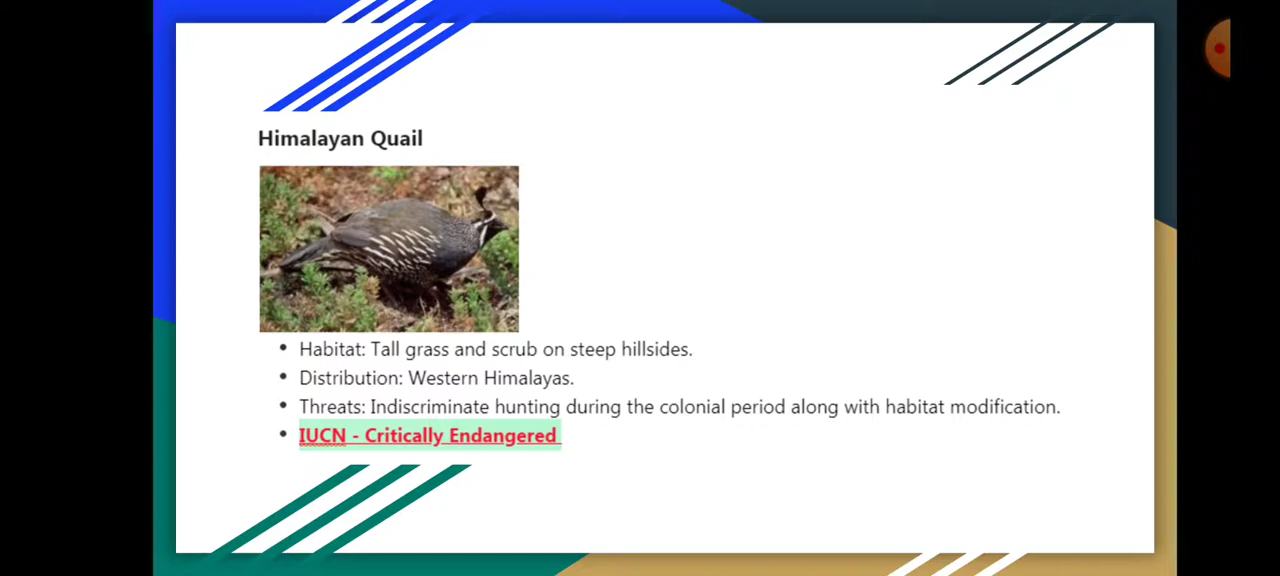 Himalayan Quail
• Habitat: Tall grass and scrub on steep hillsides.
• Distribution: Western Himalayas.
• Threats: Indiscriminate hunting during the colonial period along with habitat modification.
• IUCN - Critically Endangered